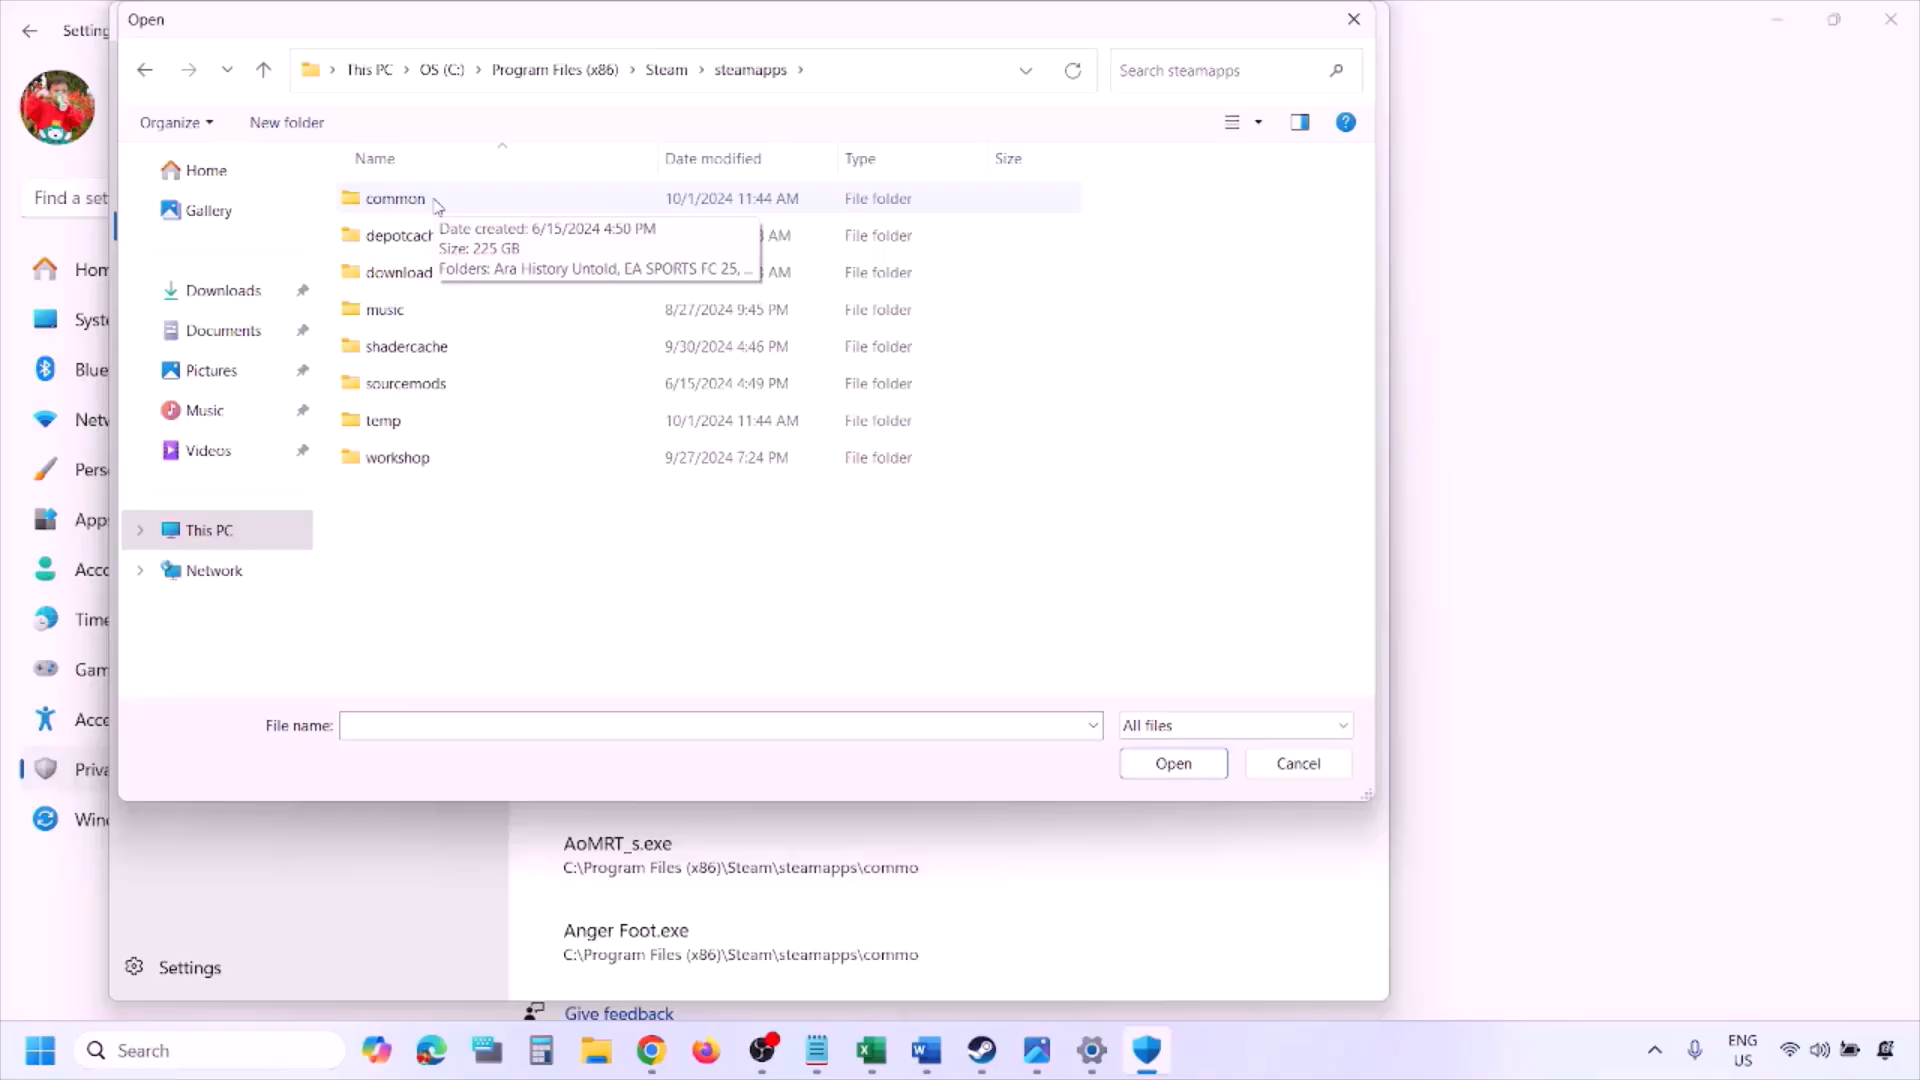 Open
Setting
This PC
OS (C:)
Program Files (x86)
Steam
steamapps
Search steamapps
Organize
New folder
Name
Date modified
Type
Size
Home
Gallery
Downloads
Documents
Pictures
Music
Videos
This PC
Network
common 10/1/2024 11:44 AM File folder
depotcach AM File folder
Date created: 6/15/2024 4:50 PM
Size: 225 GB
Folders: Ara History Untold, EA SPORTS FC 25, ...
download AM File folder
music 8/27/2024 9:45 PM File folder
shadercache 9/30/2024 4:46 PM File folder
sourcemods 6/15/2024 4:49 PM File folder
temp 10/1/2024 11:44 AM File folder
workshop 9/27/2024 7:24 PM File folder
File name:
All files
Open
Cancel
Find a set
Hom
Syste
Blue
Netw
Perso
Apps
Acco
Time
Gam
Acce
Priva
Wind
AoMRT_s.exe
C:\Program Files (x86)\Steam\steamapps\commo
Anger Foot.exe
C:\Program Files (x86)\Steam\steamapps\commo
Settings
Give feedback
Search
ENG
US